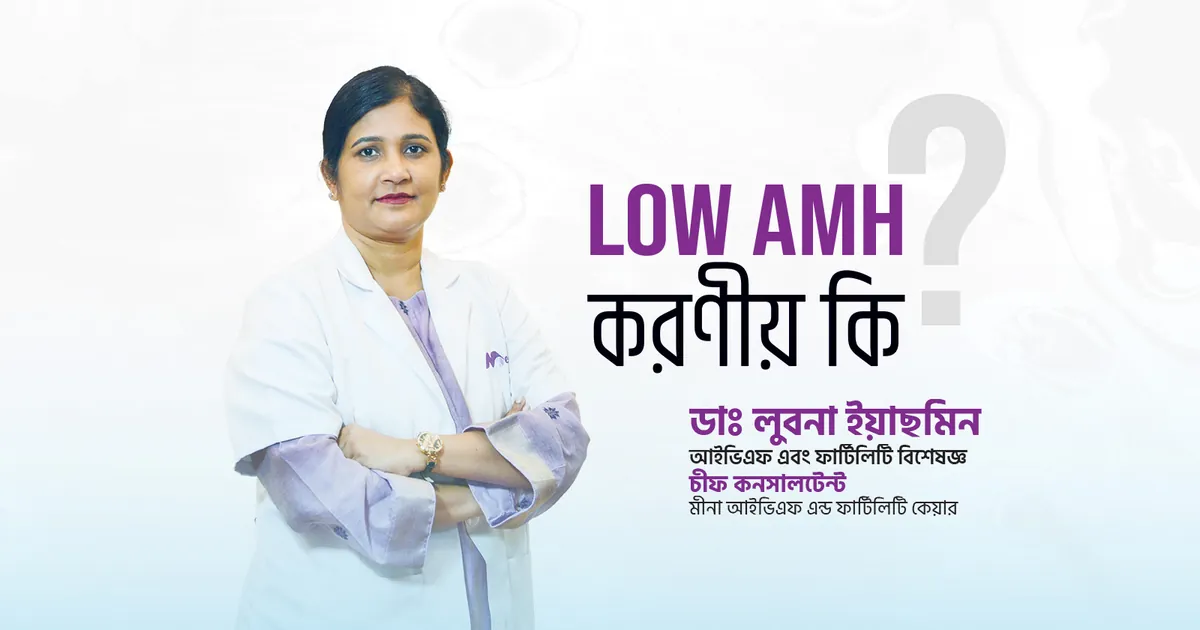 LOW AMH
করণীয় কি
?
ডাঃ লুবনা ইয়াছমিন
আইভিএফ এবং ফার্টিলিটি বিশেষজ্ঞ
চীফ কনসালটেন্ট
মীনা আইভিএফ এন্ড ফার্টিলিটি কেয়ার